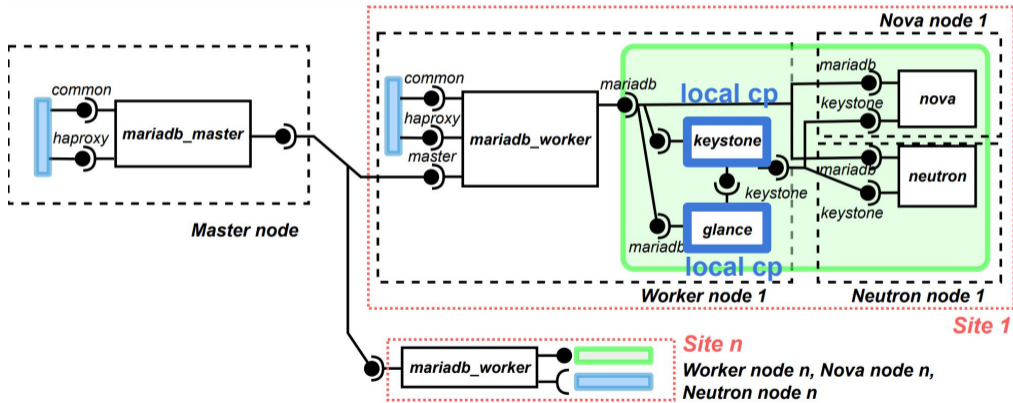 Nova node 1
common
haproxy
mariadb_master
Master node
common
haproxy
master
mariadb_worker
mariadb
local cp
keystone
keystone
glance
mariadb
local cp
mariadb
keystone
nova
mariadb
keystone
neutron
Worker node 1
Neutron node 1
Site 1
Site n
mariadb_worker
Worker node n, Nova node n,
Neutron node n